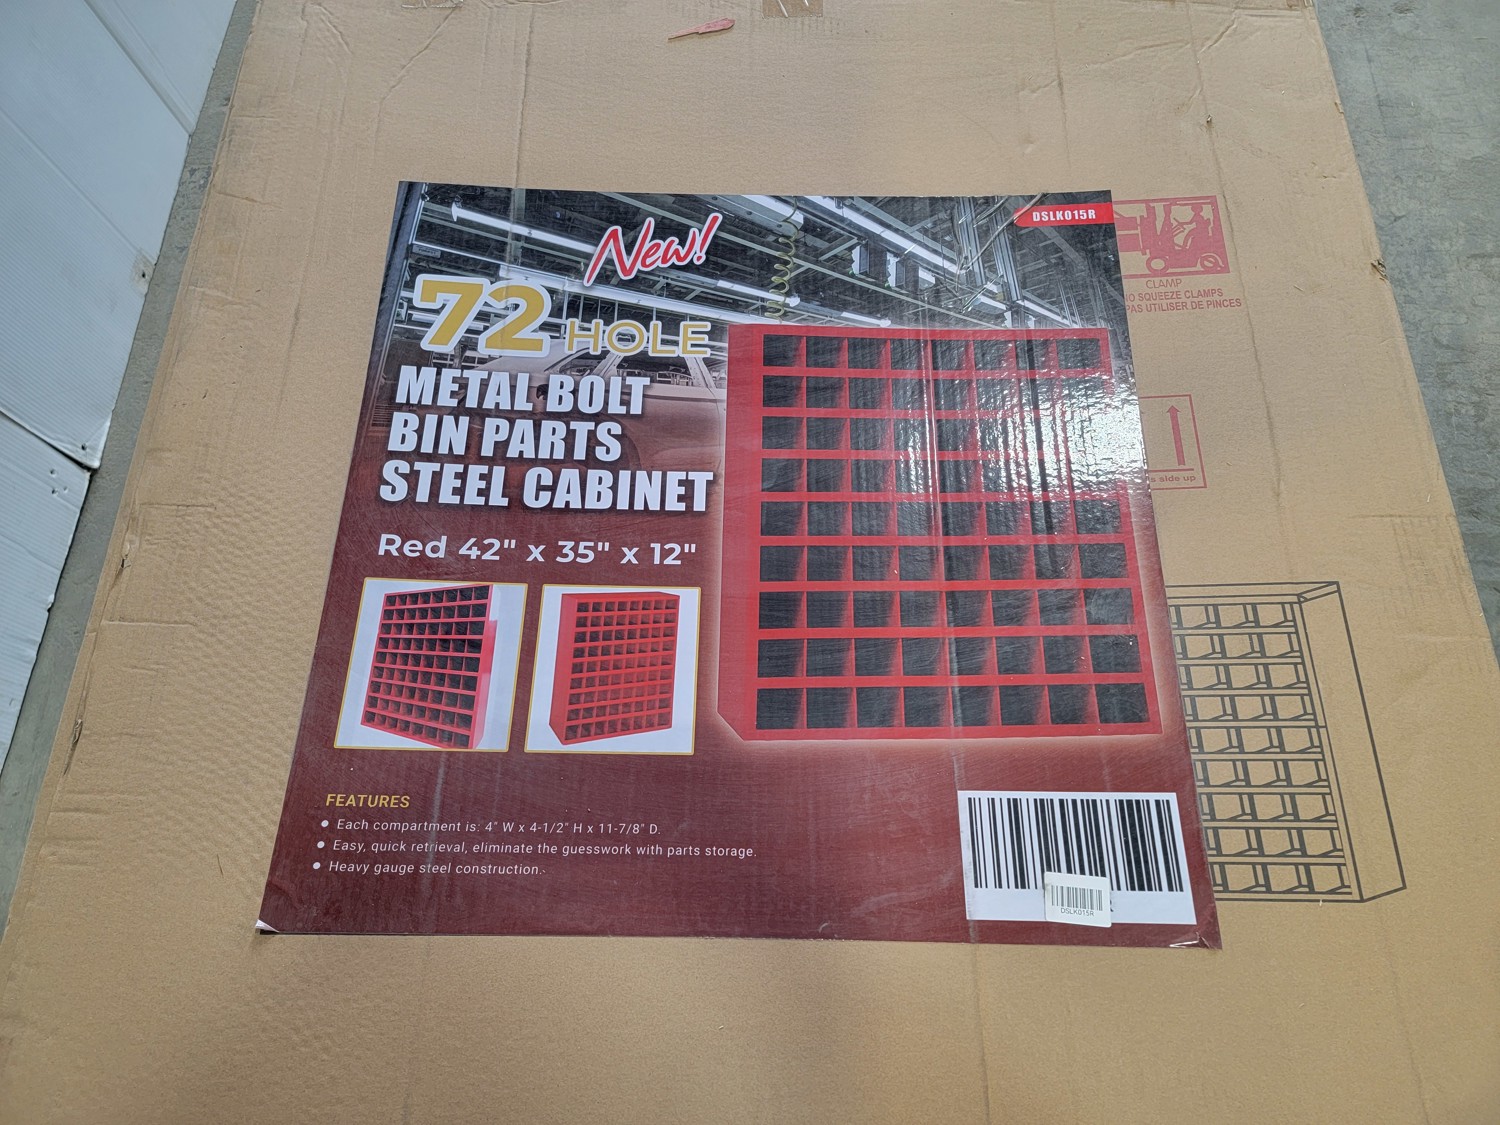 DSLK015R
New!
72 HOLE
METAL BOLT
BIN PARTS
STEEL CABINET
Red 42" x 35" x 12"
FEATURES
• Each compartment is: 4" W x 4-1/2" H x 11-7/8" D.
• Easy, quick retrieval, eliminate the guesswork with parts storage.
• Heavy gauge steel construction.
DSLK015R
CLAMP
NO SQUEEZE CLAMPS
PAS UTILISER DE PINCES
side up